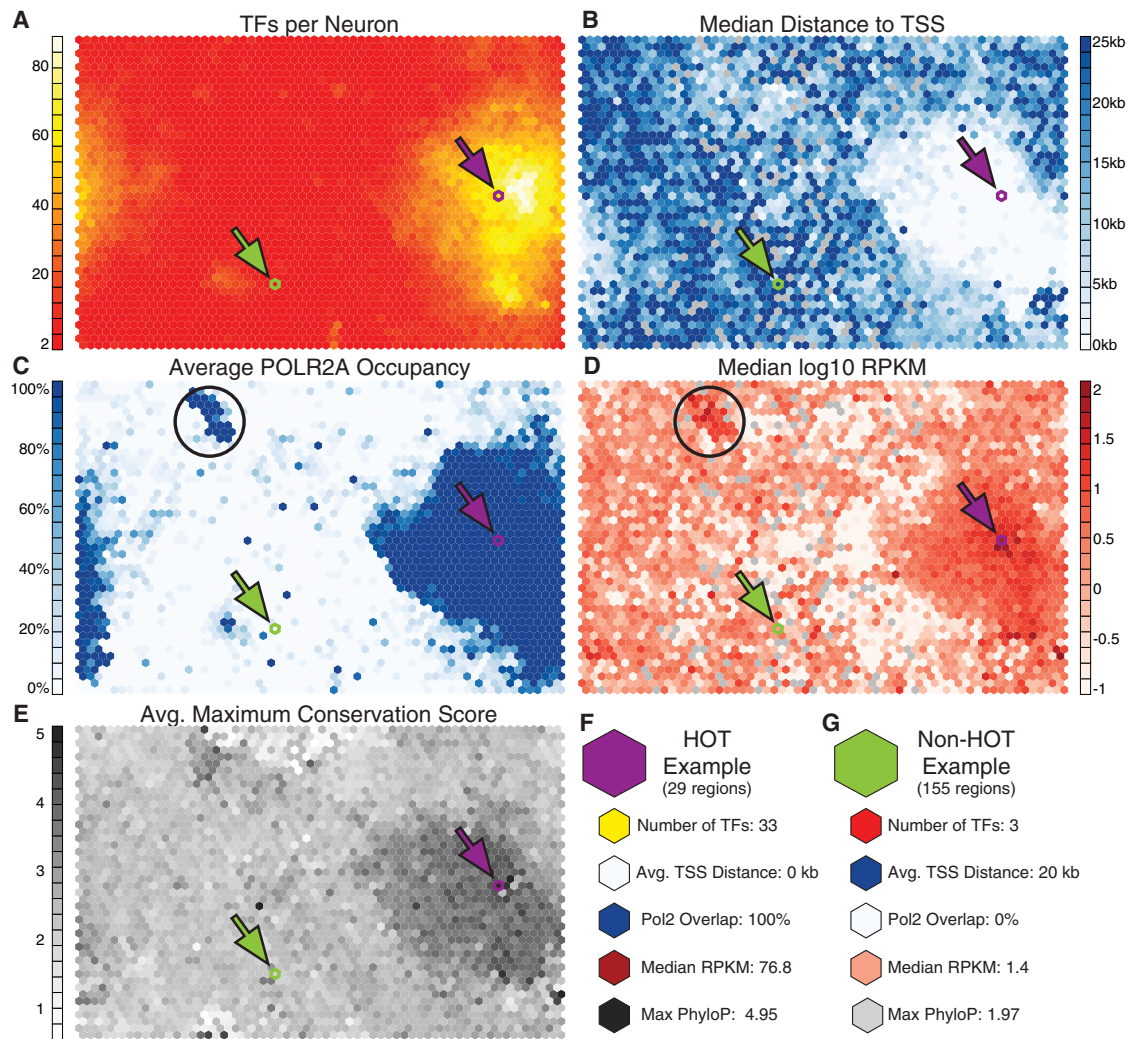 A TFs per Neuron
80
60
40
20
2
B Median Distance to TSS
25kb
20kb
15kb
10kb
5kb
0kb
C Average POLR2A Occupancy
100%
80%
60%
40%
20%
0%
D Median log10 RPKM
2
1.5
1
0.5
0
-0.5
-1
E Avg. Maximum Conservation Score
5
4
3
2
1
F HOT
Example
(29 regions)
Number of TFs: 33
Avg. TSS Distance: 0 kb
Pol2 Overlap: 100%
Median RPKM: 76.8
Max PhyloP: 4.95
G Non-HOT
Example
(155 regions)
Number of TFs: 3
Avg. TSS Distance: 20 kb
Pol2 Overlap: 0%
Median RPKM: 1.4
Max PhyloP: 1.97